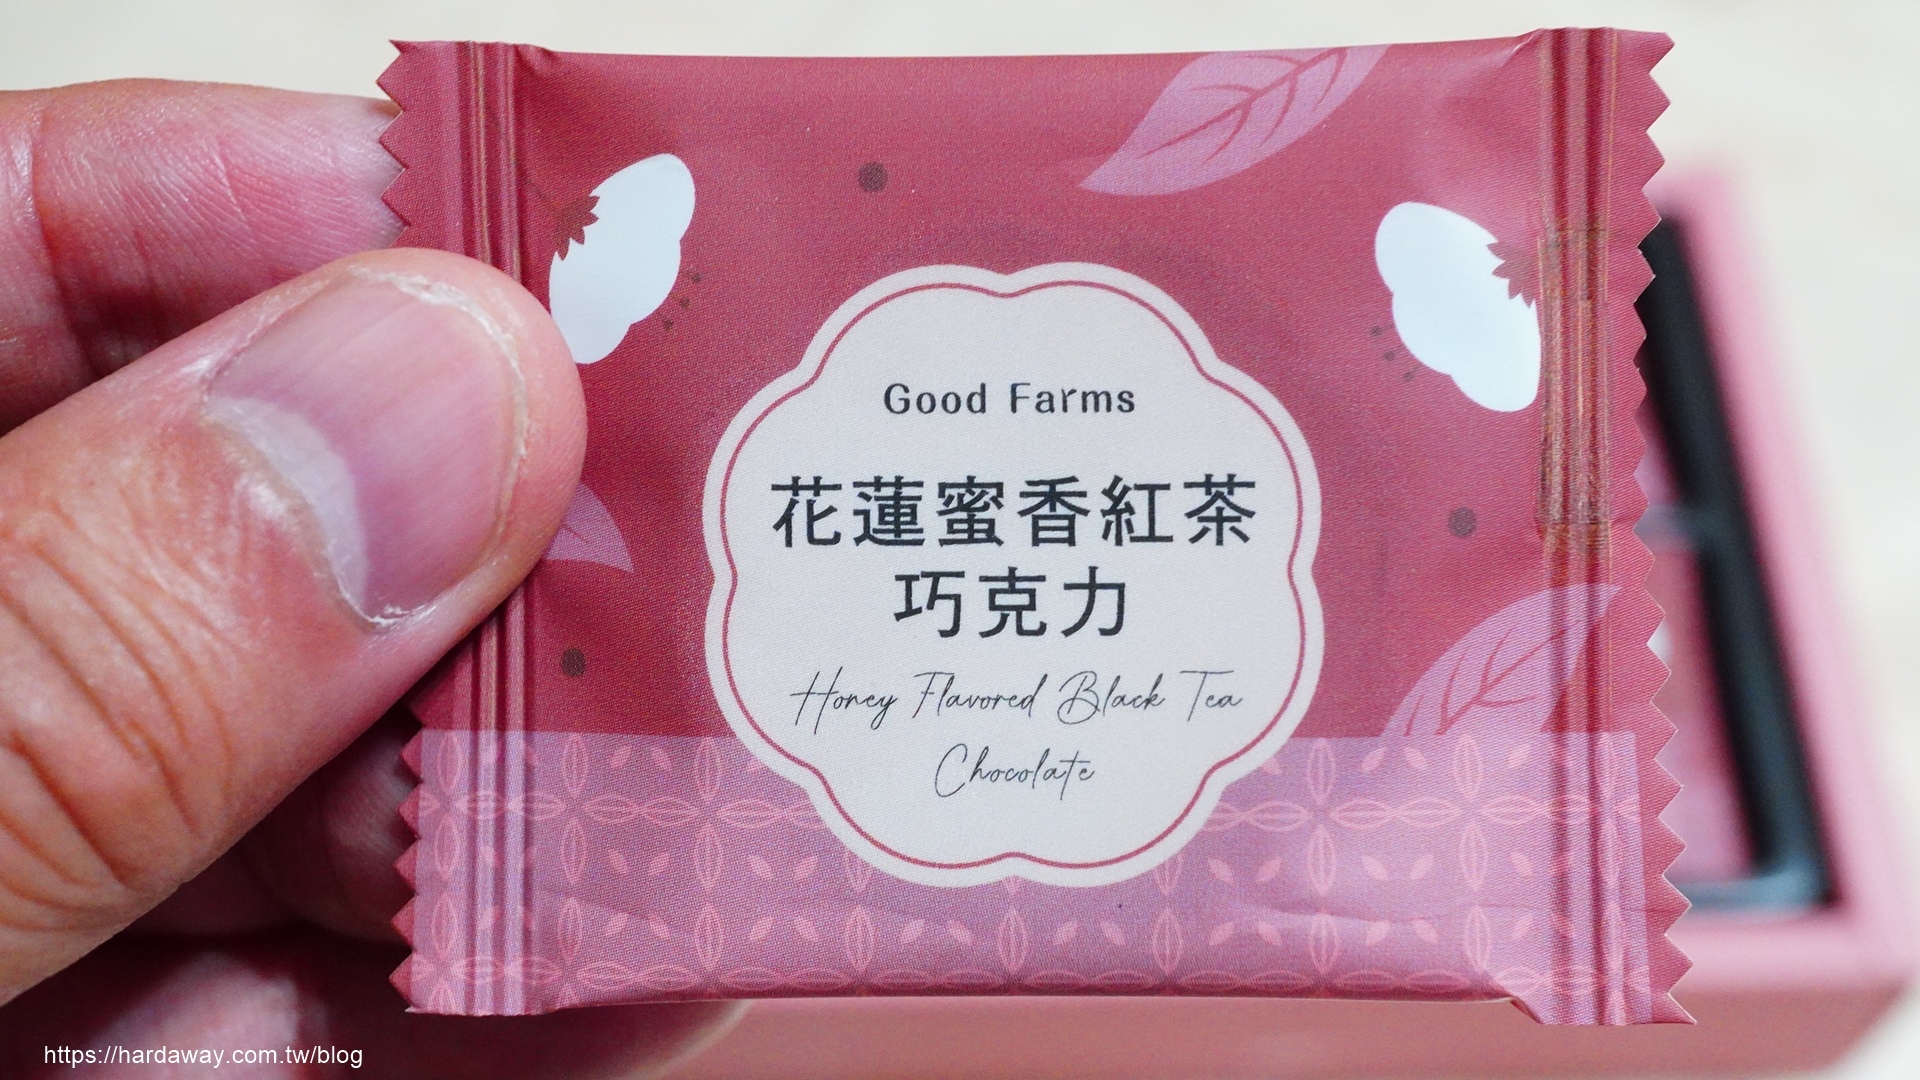 Good Farms
花蓮蜜香紅茶
巧克力
Honey Flavored Black Tea
Chocolate
https://hardaway.com.tw/blog